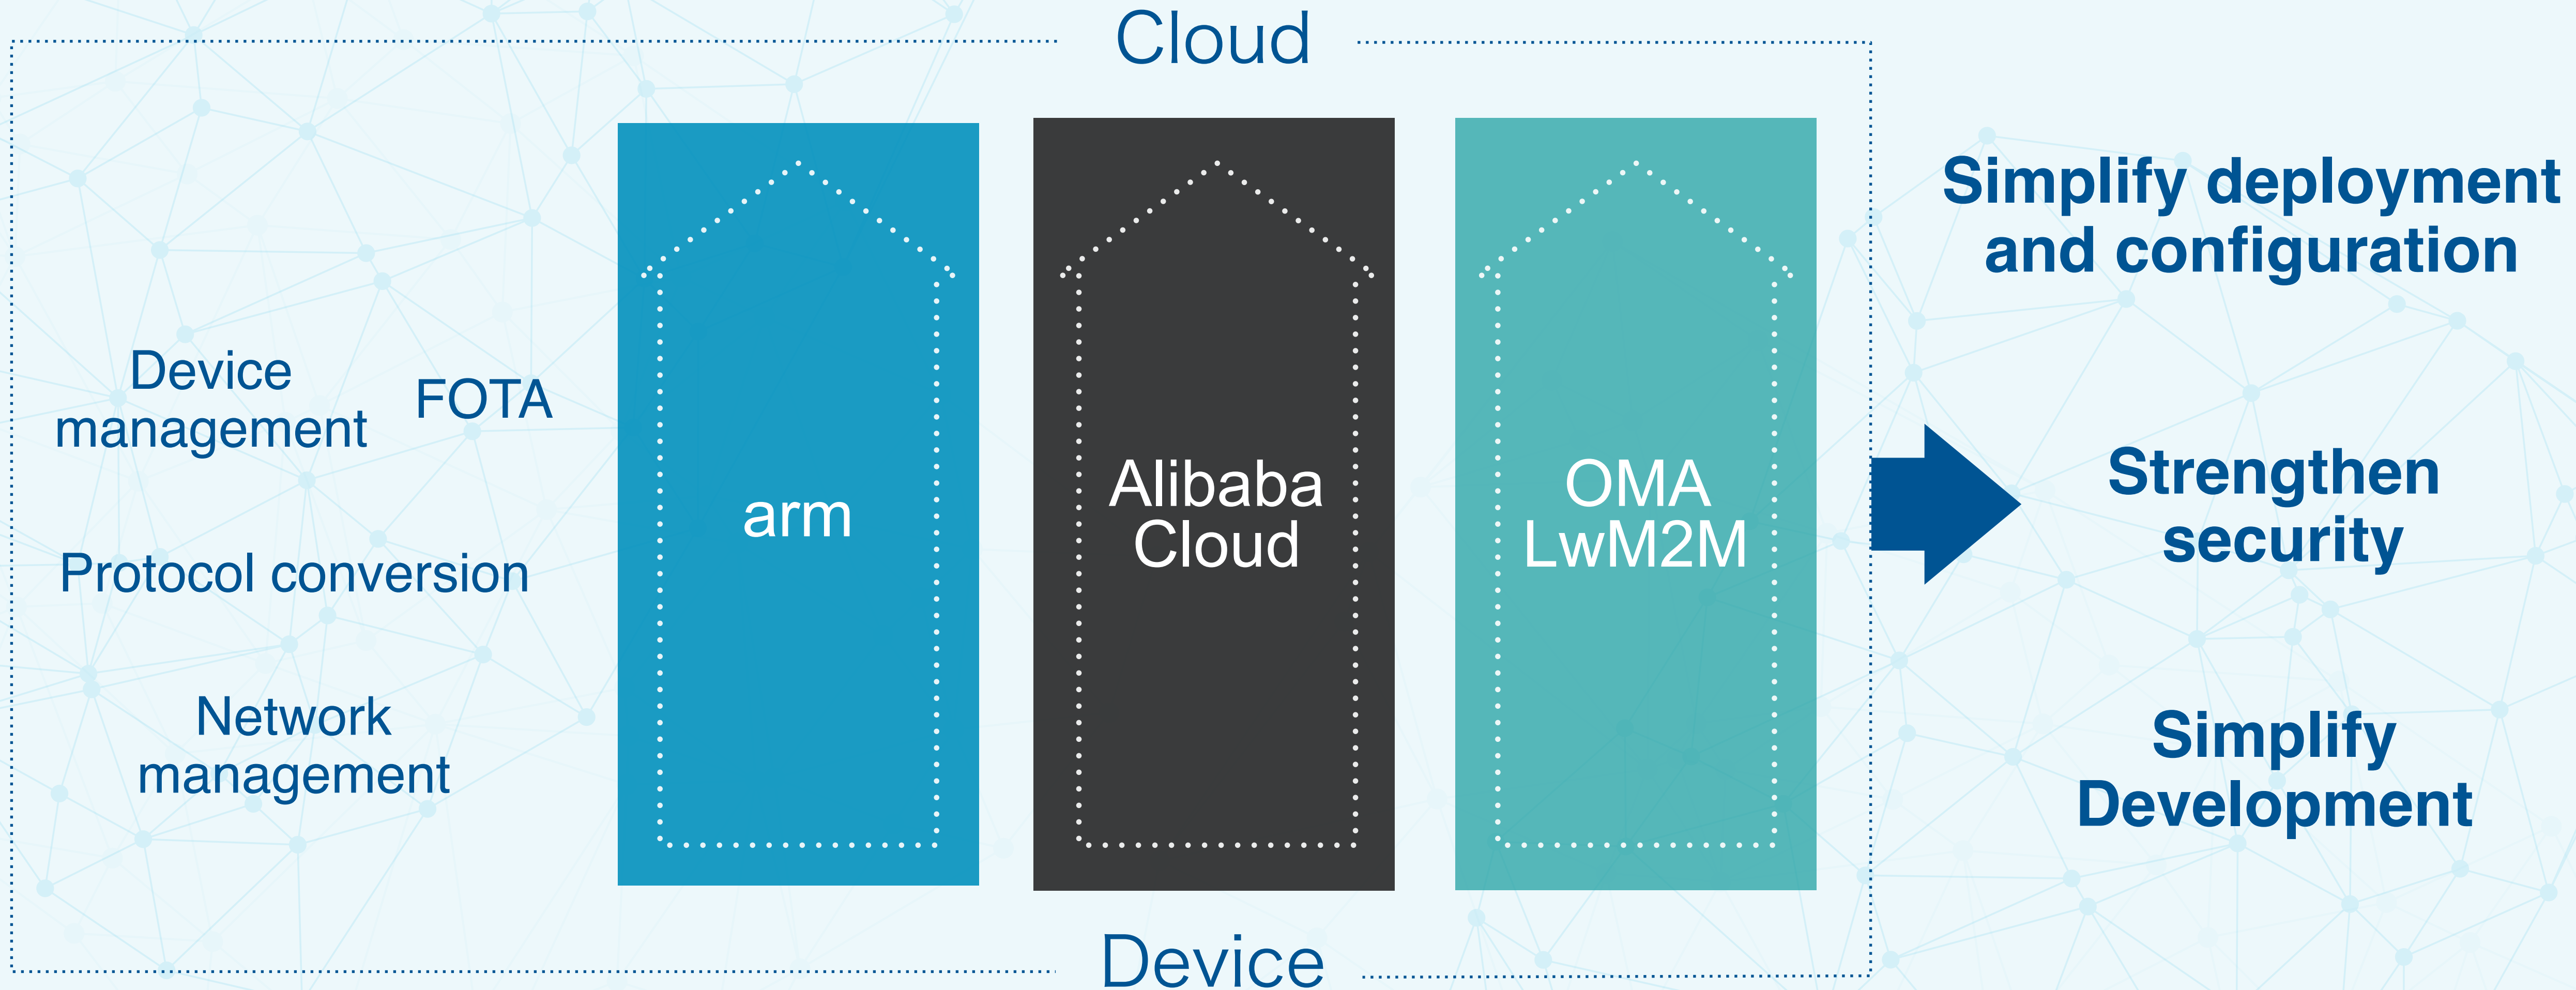 Cloud
Device
management
FOTA
Protocol conversion
Network
management
arm
Alibaba
Cloud
OMA
LwM2M
Simplify deployment
and configuration
Strengthen
security
Simplify
Development
Device